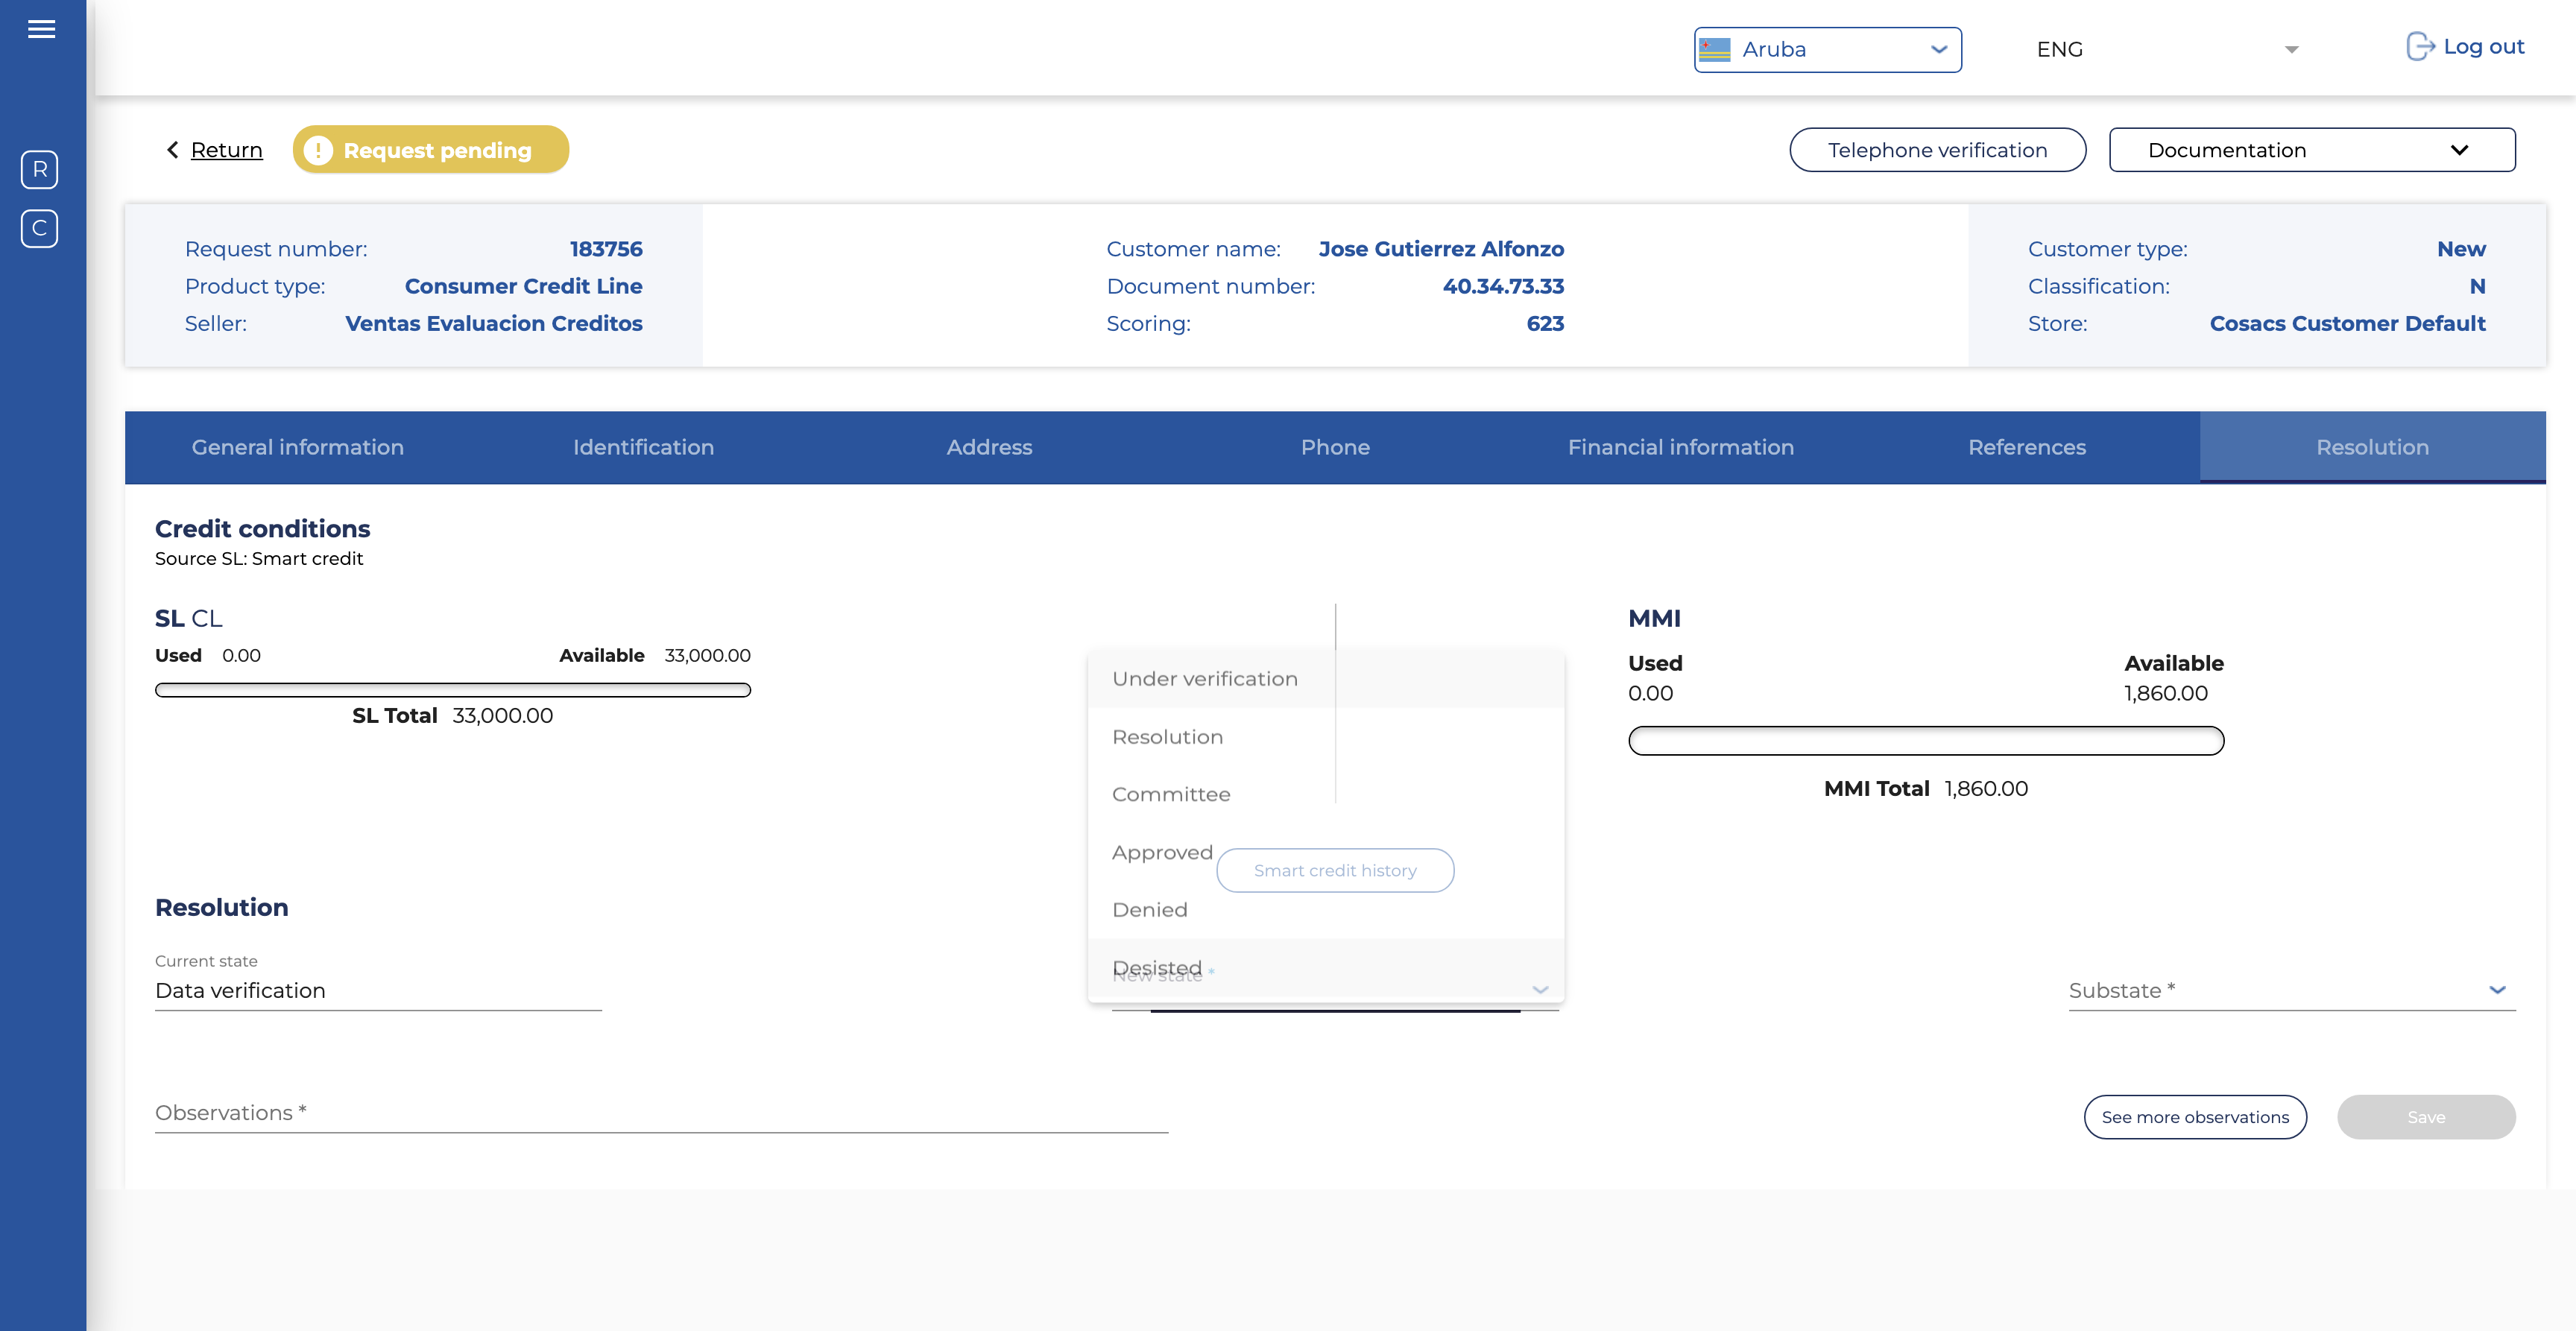 Aruba
ENG
Log out
R
C
Return
Request pending
Telephone verification
Documentation
Request number: 183756
Product type: Consumer Credit Line
Seller: Ventas Evaluacion Creditos
Customer name: Jose Gutierrez Alfonzo
Document number: 40.34.73.33
Scoring: 623
Customer type: New
Classification: N
Store: Cosacs Customer Default
General information
Identification
Address
Phone
Financial information
References
Resolution
Credit conditions
Source SL: Smart credit
SL CL
Used 0.00 Available 33,000.00
SL Total 33,000.00
MMI
Used Available
0.00 1,860.00
MMI Total 1,860.00
Under verification
Resolution
Committee
Approved
Smart credit history
Denied
Desisted
Resolution
Current state
Data verification
New state *
Substate *
Observations *
See more observations
Save